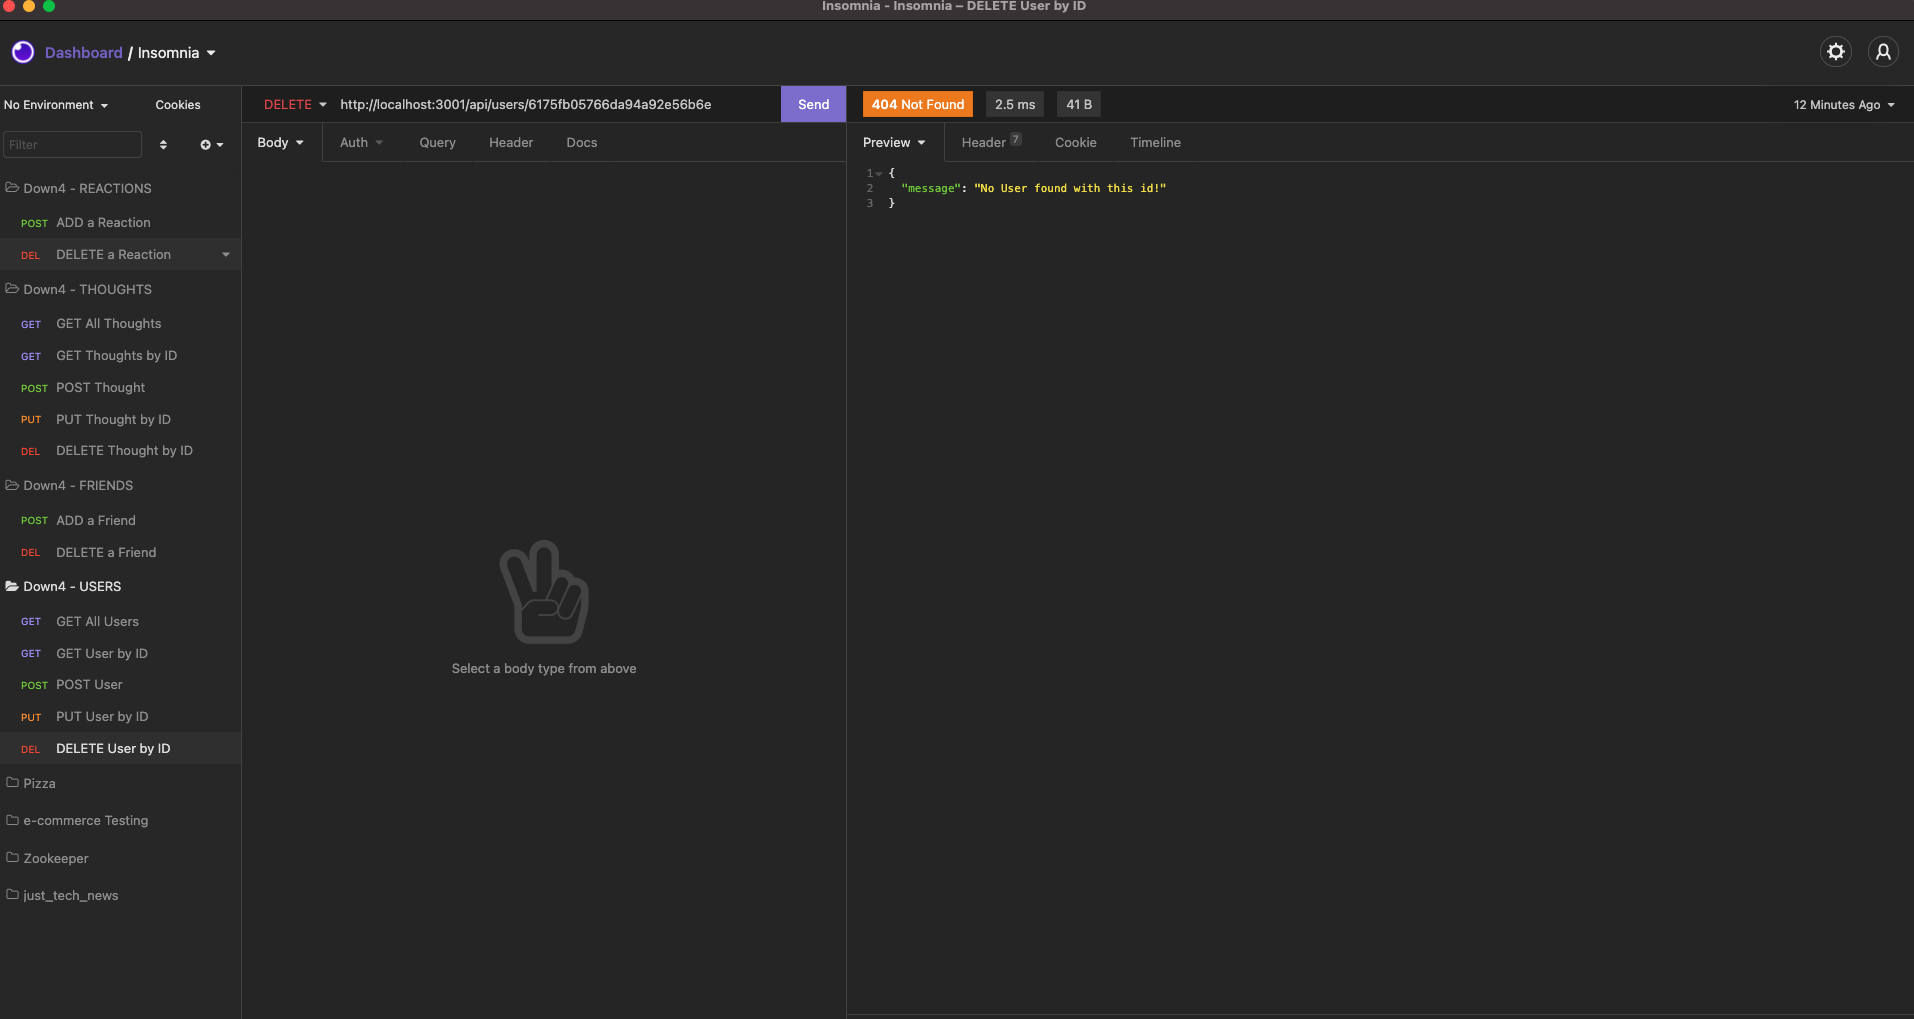 Insomnia - Insomnia – DELETE User by ID
Dashboard / Insomnia
No Environment
Cookies
DELETE
http://localhost:3001/api/users/6175fb05766da94a92e56b6e
Send
404 Not Found
2.5 ms
41 B
12 Minutes Ago
Filter
Body
Auth
Query
Header
Docs
Preview
Header 7
Cookie
Timeline
Down4 - REACTIONS
POST ADD a Reaction
DEL DELETE a Reaction
Down4 - THOUGHTS
GET GET All Thoughts
GET GET Thoughts by ID
POST POST Thought
PUT PUT Thought by ID
DEL DELETE Thought by ID
Down4 - FRIENDS
POST ADD a Friend
DEL DELETE a Friend
Down4 - USERS
GET GET All Users
GET GET User by ID
POST POST User
PUT PUT User by ID
DEL DELETE User by ID
Pizza
e-commerce Testing
Zookeeper
just_tech_news
Select a body type from above
1 {
2 "message": "No User found with this id!"
3 }